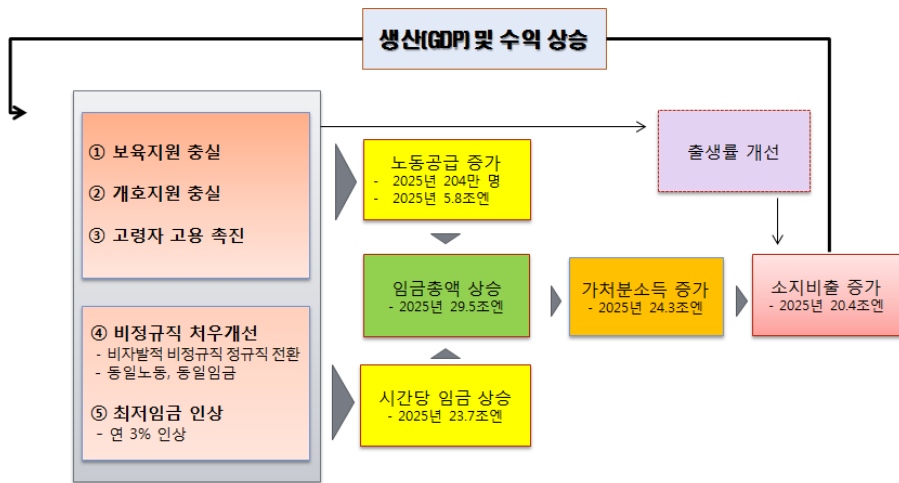 생산(GDP) 및 수익 상승
① 보육지원 충실
② 개호지원 충실
③ 고령자 고용 촉진
④ 비정규직 처우개선
- 비자발적 비정규직 정규직 전환
- 동일노동, 동일임금
⑤ 최저임금 인상
- 연 3% 인상
노동공급 증가
- 2025년 204만 명
- 2025년 5.8조엔
임금총액 상승
- 2025년 29.5조엔
시간당 임금 상승
- 2025년 23.7조엔
가처분소득 증가
- 2025년 24.3조엔
출생률 개선
소지비출 증가
- 2025년 20.4조엔